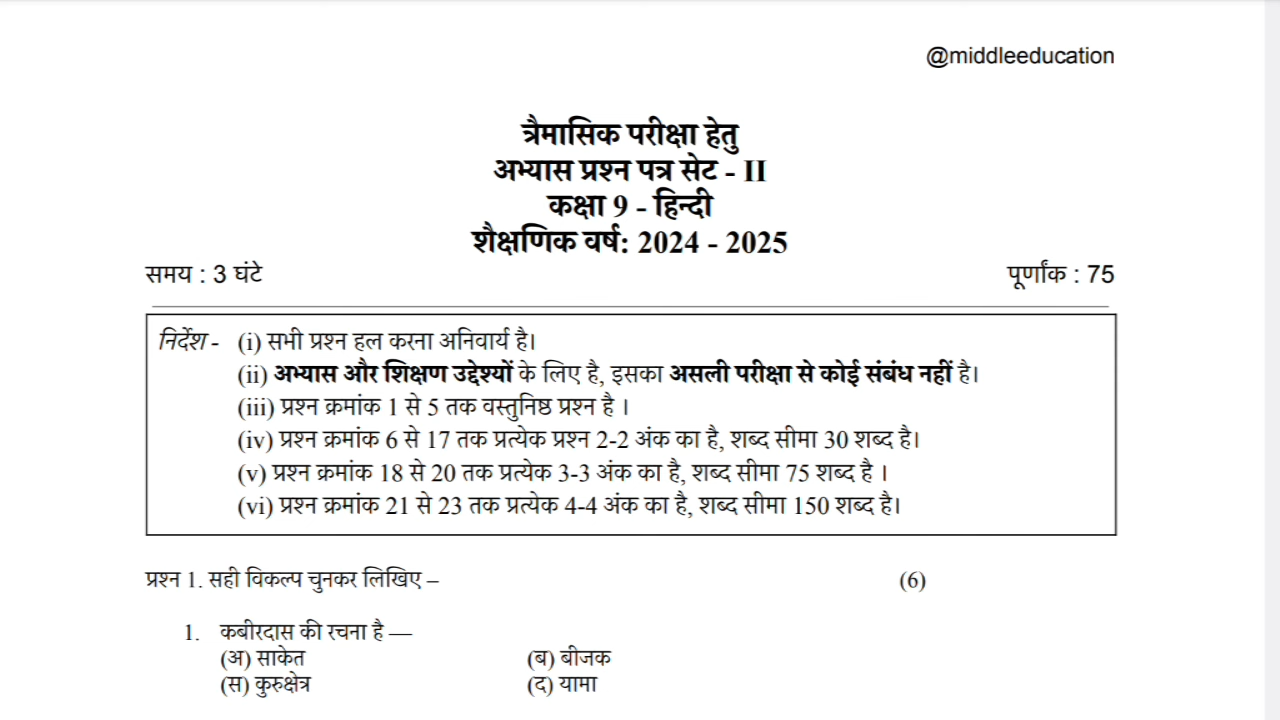 @middleeducation
त्रैमासिक परीक्षा हेतु
अभ्यास प्रश्न पत्र सेट - II
कक्षा 9 - हिन्दी
शैक्षणिक वर्ष: 2024 - 2025
समय : 3 घंटे पूर्णांक : 75
निर्देश - (i) सभी प्रश्न हल करना अनिवार्य है।
(ii) अभ्यास और शिक्षण उद्देश्यों के लिए है, इसका असली परीक्षा से कोई संबंध नहीं है।
(iii) प्रश्न क्रमांक 1 से 5 तक वस्तुनिष्ठ प्रश्न है ।
(iv) प्रश्न क्रमांक 6 से 17 तक प्रत्येक प्रश्न 2-2 अंक का है, शब्द सीमा 30 शब्द है।
(v) प्रश्न क्रमांक 18 से 20 तक प्रत्येक 3-3 अंक का है, शब्द सीमा 75 शब्द है ।
(vi) प्रश्न क्रमांक 21 से 23 तक प्रत्येक 4-4 अंक का है, शब्द सीमा 150 शब्द है।
प्रश्न 1. सही विकल्प चुनकर लिखिए – (6)
1. कबीरदास की रचना है —
(अ) साकेत (ब) बीजक
(स) कुरुक्षेत्र (द) यामा